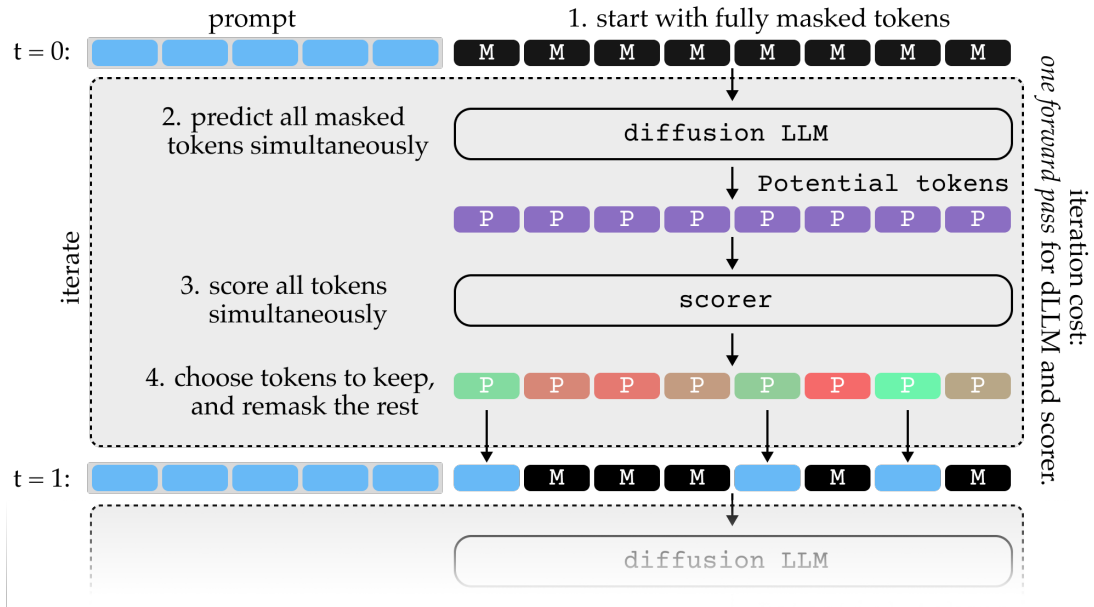 prompt
1. start with fully masked tokens
t = 0:
M M M M M M M M
2. predict all masked
tokens simultaneously
diffusion LLM
Potential tokens
P P P P P P P P
3. score all tokens
simultaneously
scorer
4. choose tokens to keep,
and remask the rest
P P P P P P P P
iterate
iteration cost:
one forward pass for dLLM and scorer.
t = 1:
M M M M M
diffusion LLM